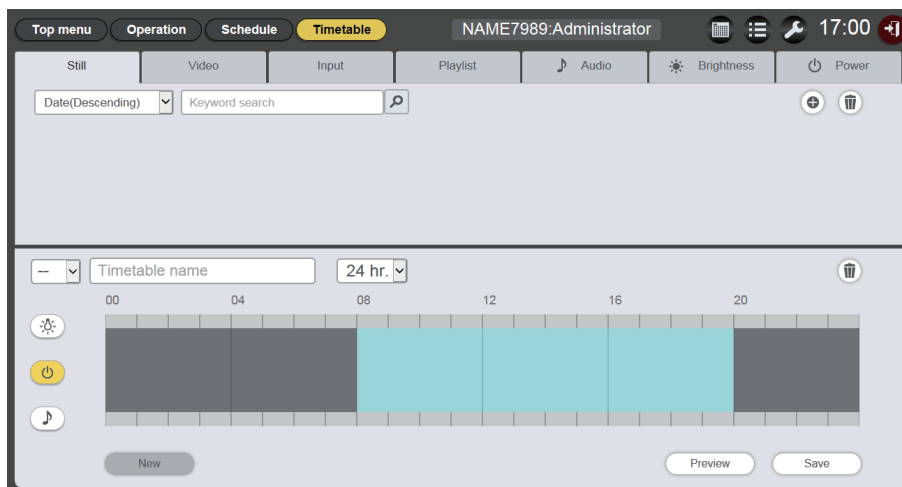 Top menu Operation Schedule Timetable NAME7989:Administrator 17:00
Still Video Input Playlist Audio Brightness Power
Date(Descending) Keyword search
-- Timetable name 24 hr.
00 04 08 12 16 20
New Preview Save